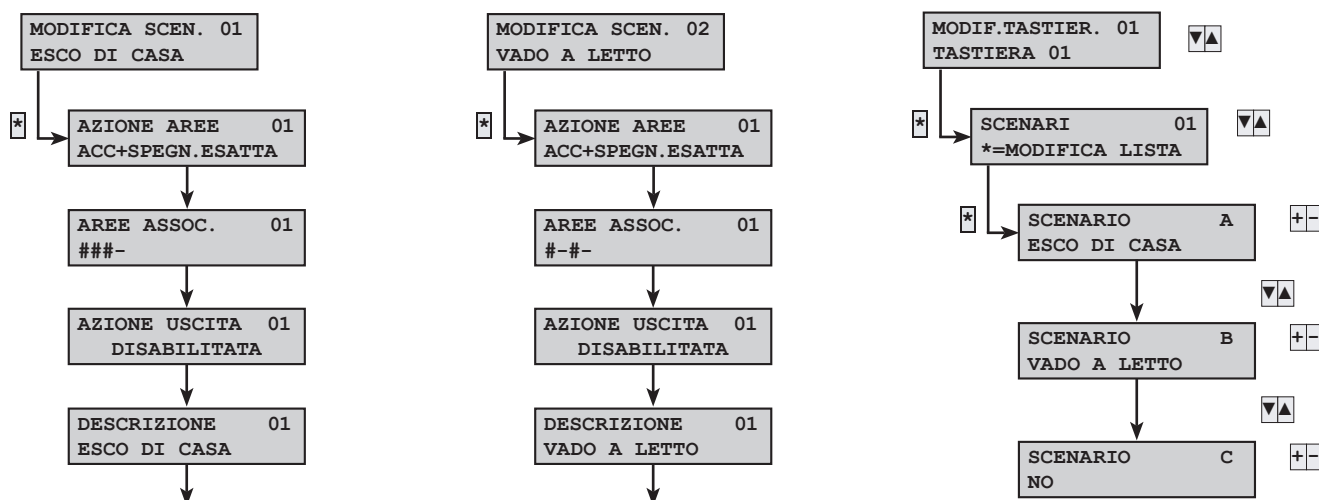 MODIFICA SCEN. 01
ESCO DI CASA
*
AZIONE AREE 01
ACC+SPEGN.ESATTA
AREE ASSOC. 01
###-
AZIONE USCITA 01
DISABILITATA
DESCRIZIONE 01
ESCO DI CASA
MODIFICA SCEN. 02
VADO A LETTO
*
AZIONE AREE 01
ACC+SPEGN.ESATTA
AREE ASSOC. 01
#-#-
AZIONE USCITA 01
DISABILITATA
DESCRIZIONE 01
VADO A LETTO
MODIF.TASTIER. 01
TASTIERA 01
▼▲
*
SCENARI 01
*=MODIFICA LISTA
▼▲
*
SCENARIO A
ESCO DI CASA
+-
▼▲
SCENARIO B
VADO A LETTO
+-
▼▲
SCENARIO C
NO
+-